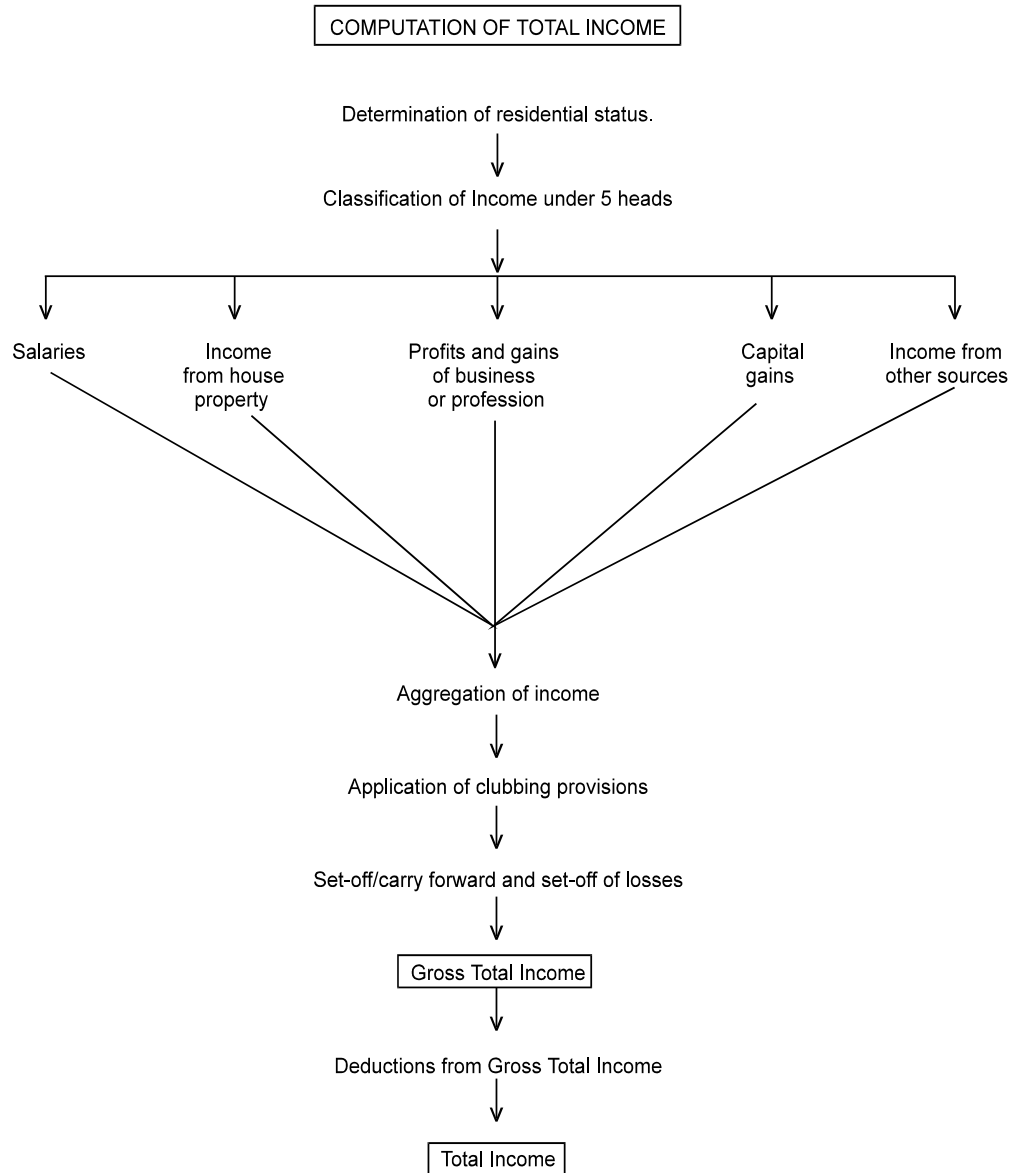 COMPUTATION OF TOTAL INCOME
Determination of residential status.
Classification of Income under 5 heads
Salaries
Income
from house
property
Profits and gains
of business
or profession
Capital
gains
Income from
other sources
Aggregation of income
Application of clubbing provisions
Set-off/carry forward and set-off of losses
Gross Total Income
Deductions from Gross Total Income
Total Income